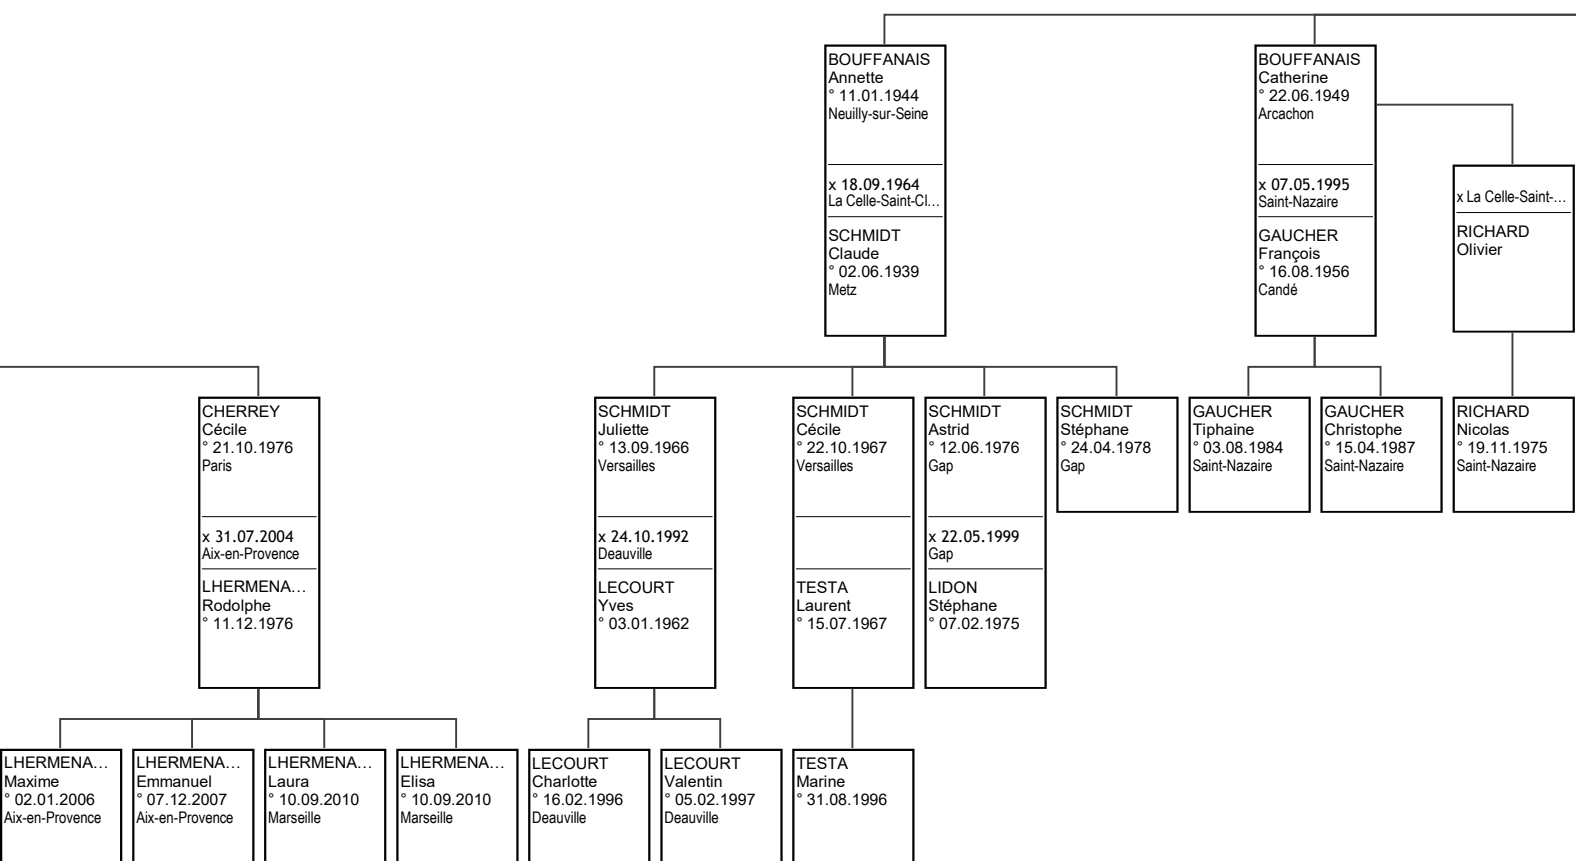 BOUFFANAIS
Annette
° 11.01.1944
Neuilly-sur-Seine
x 18.09.1964
La Celle-Saint-Cl...
SCHMIDT
Claude
° 02.06.1939
Metz
BOUFFANAIS
Catherine
° 22.06.1949
Arcachon
x 07.05.1995
Saint-Nazaire
GAUCHER
François
° 16.08.1956
Candé
x La Celle-Saint-...
RICHARD
Olivier
CHERREY
Cécile
° 21.10.1976
Paris
x 31.07.2004
Aix-en-Provence
LHERMENA...
Rodolphe
° 11.12.1976
SCHMIDT
Juliette
° 13.09.1966
Versailles
x 24.10.1992
Deauville
LECOURT
Yves
° 03.01.1962
SCHMIDT
Cécile
° 22.10.1967
Versailles
TESTA
Laurent
° 15.07.1967
SCHMIDT
Astrid
° 12.06.1976
Gap
x 22.05.1999
Gap
LIDON
Stéphane
° 07.02.1975
SCHMIDT
Stéphane
° 24.04.1978
Gap
GAUCHER
Tiphaine
° 03.08.1984
Saint-Nazaire
GAUCHER
Christophe
° 15.04.1987
Saint-Nazaire
RICHARD
Nicolas
° 19.11.1975
Saint-Nazaire
LHERMENA...
Maxime
° 02.01.2006
Aix-en-Provence
LHERMENA...
Emmanuel
° 07.12.2007
Aix-en-Provence
LHERMENA...
Laura
° 10.09.2010
Marseille
LHERMENA...
Elisa
° 10.09.2010
Marseille
LECOURT
Charlotte
° 16.02.1996
Deauville
LECOURT
Valentin
° 05.02.1997
Deauville
TESTA
Marine
° 31.08.1996